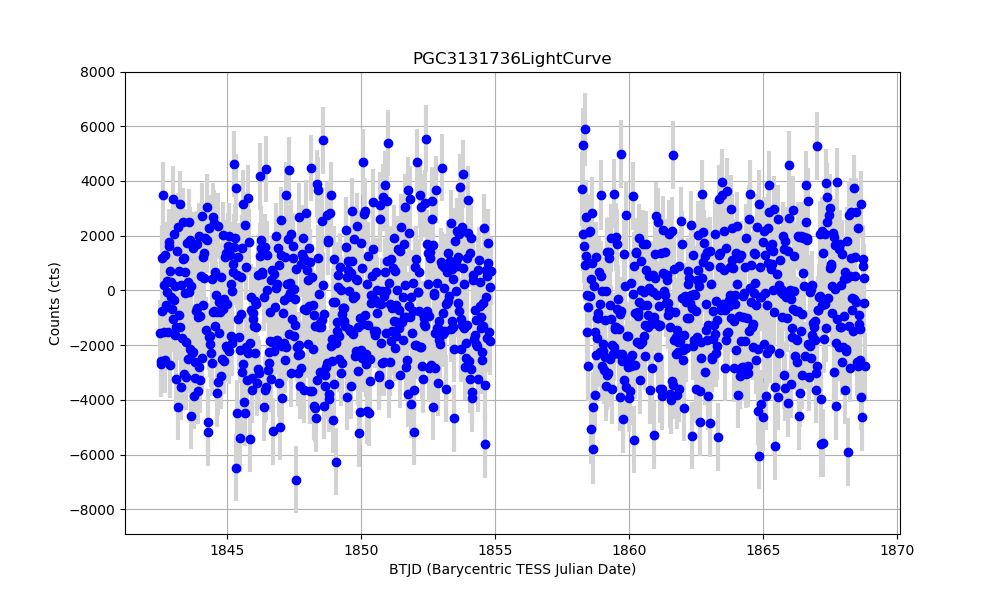 PGC3131736LightCurve
8000
6000
4000
2000
0
−2000
−4000
−6000
−8000
Counts (cts)
1845 1850 1855 1860 1865 1870
BTJD (Barycentric TESS Julian Date)